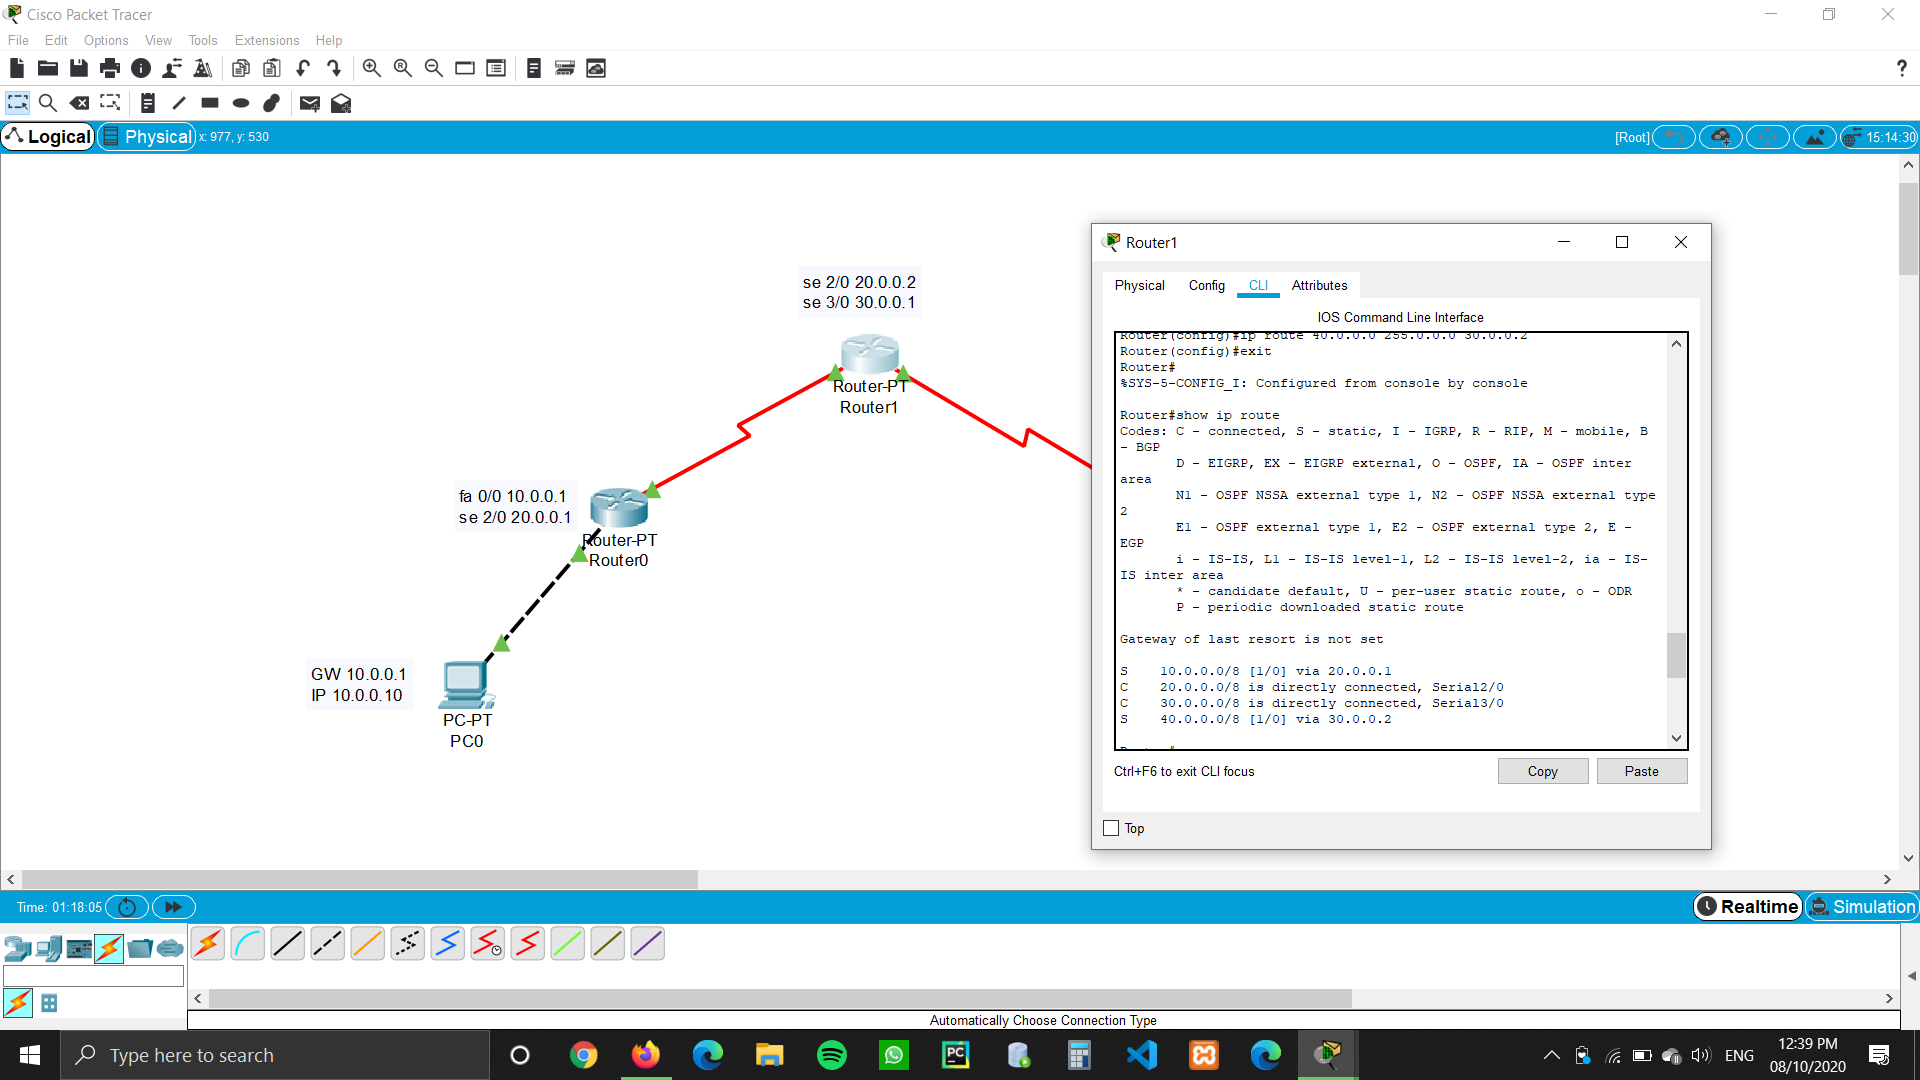 Cisco Packet Tracer
File Edit Options View Tools Extensions Help
?
Logical Physical x: 977, y: 530
[Root] 15:14:30
se 2/0 20.0.0.2
se 3/0 30.0.0.1
Router-PT
Router1
fa 0/0 10.0.0.1
se 2/0 20.0.0.1
Router-PT
Router0
GW 10.0.0.1
IP 10.0.0.10
PC-PT
PC0
Router1
Physical Config CLI Attributes
IOS Command Line Interface
Router(config)#ip route 40.0.0.0 255.0.0.0 30.0.0.2
Router(config)#exit
Router#
%SYS-5-CONFIG_I: Configured from console by console
Router#show ip route
Codes: C - connected, S - static, I - IGRP, R - RIP, M - mobile, B
- BGP
D - EIGRP, EX - EIGRP external, O - OSPF, IA - OSPF inter
area
N1 - OSPF NSSA external type 1, N2 - OSPF NSSA external type
2
E1 - OSPF external type 1, E2 - OSPF external type 2, E -
EGP
i - IS-IS, L1 - IS-IS level-1, L2 - IS-IS level-2, ia - IS-
IS inter area
* - candidate default, U - per-user static route, o - ODR
P - periodic downloaded static route
Gateway of last resort is not set
S 10.0.0.0/8 [1/0] via 20.0.0.1
C 20.0.0.0/8 is directly connected, Serial2/0
C 30.0.0.0/8 is directly connected, Serial3/0
S 40.0.0.0/8 [1/0] via 30.0.0.2
Ctrl+F6 to exit CLI focus
Copy Paste
Top
Time: 01:18:05
Realtime Simulation
Automatically Choose Connection Type
Type here to search
PC
ENG
12:39 PM
08/10/2020